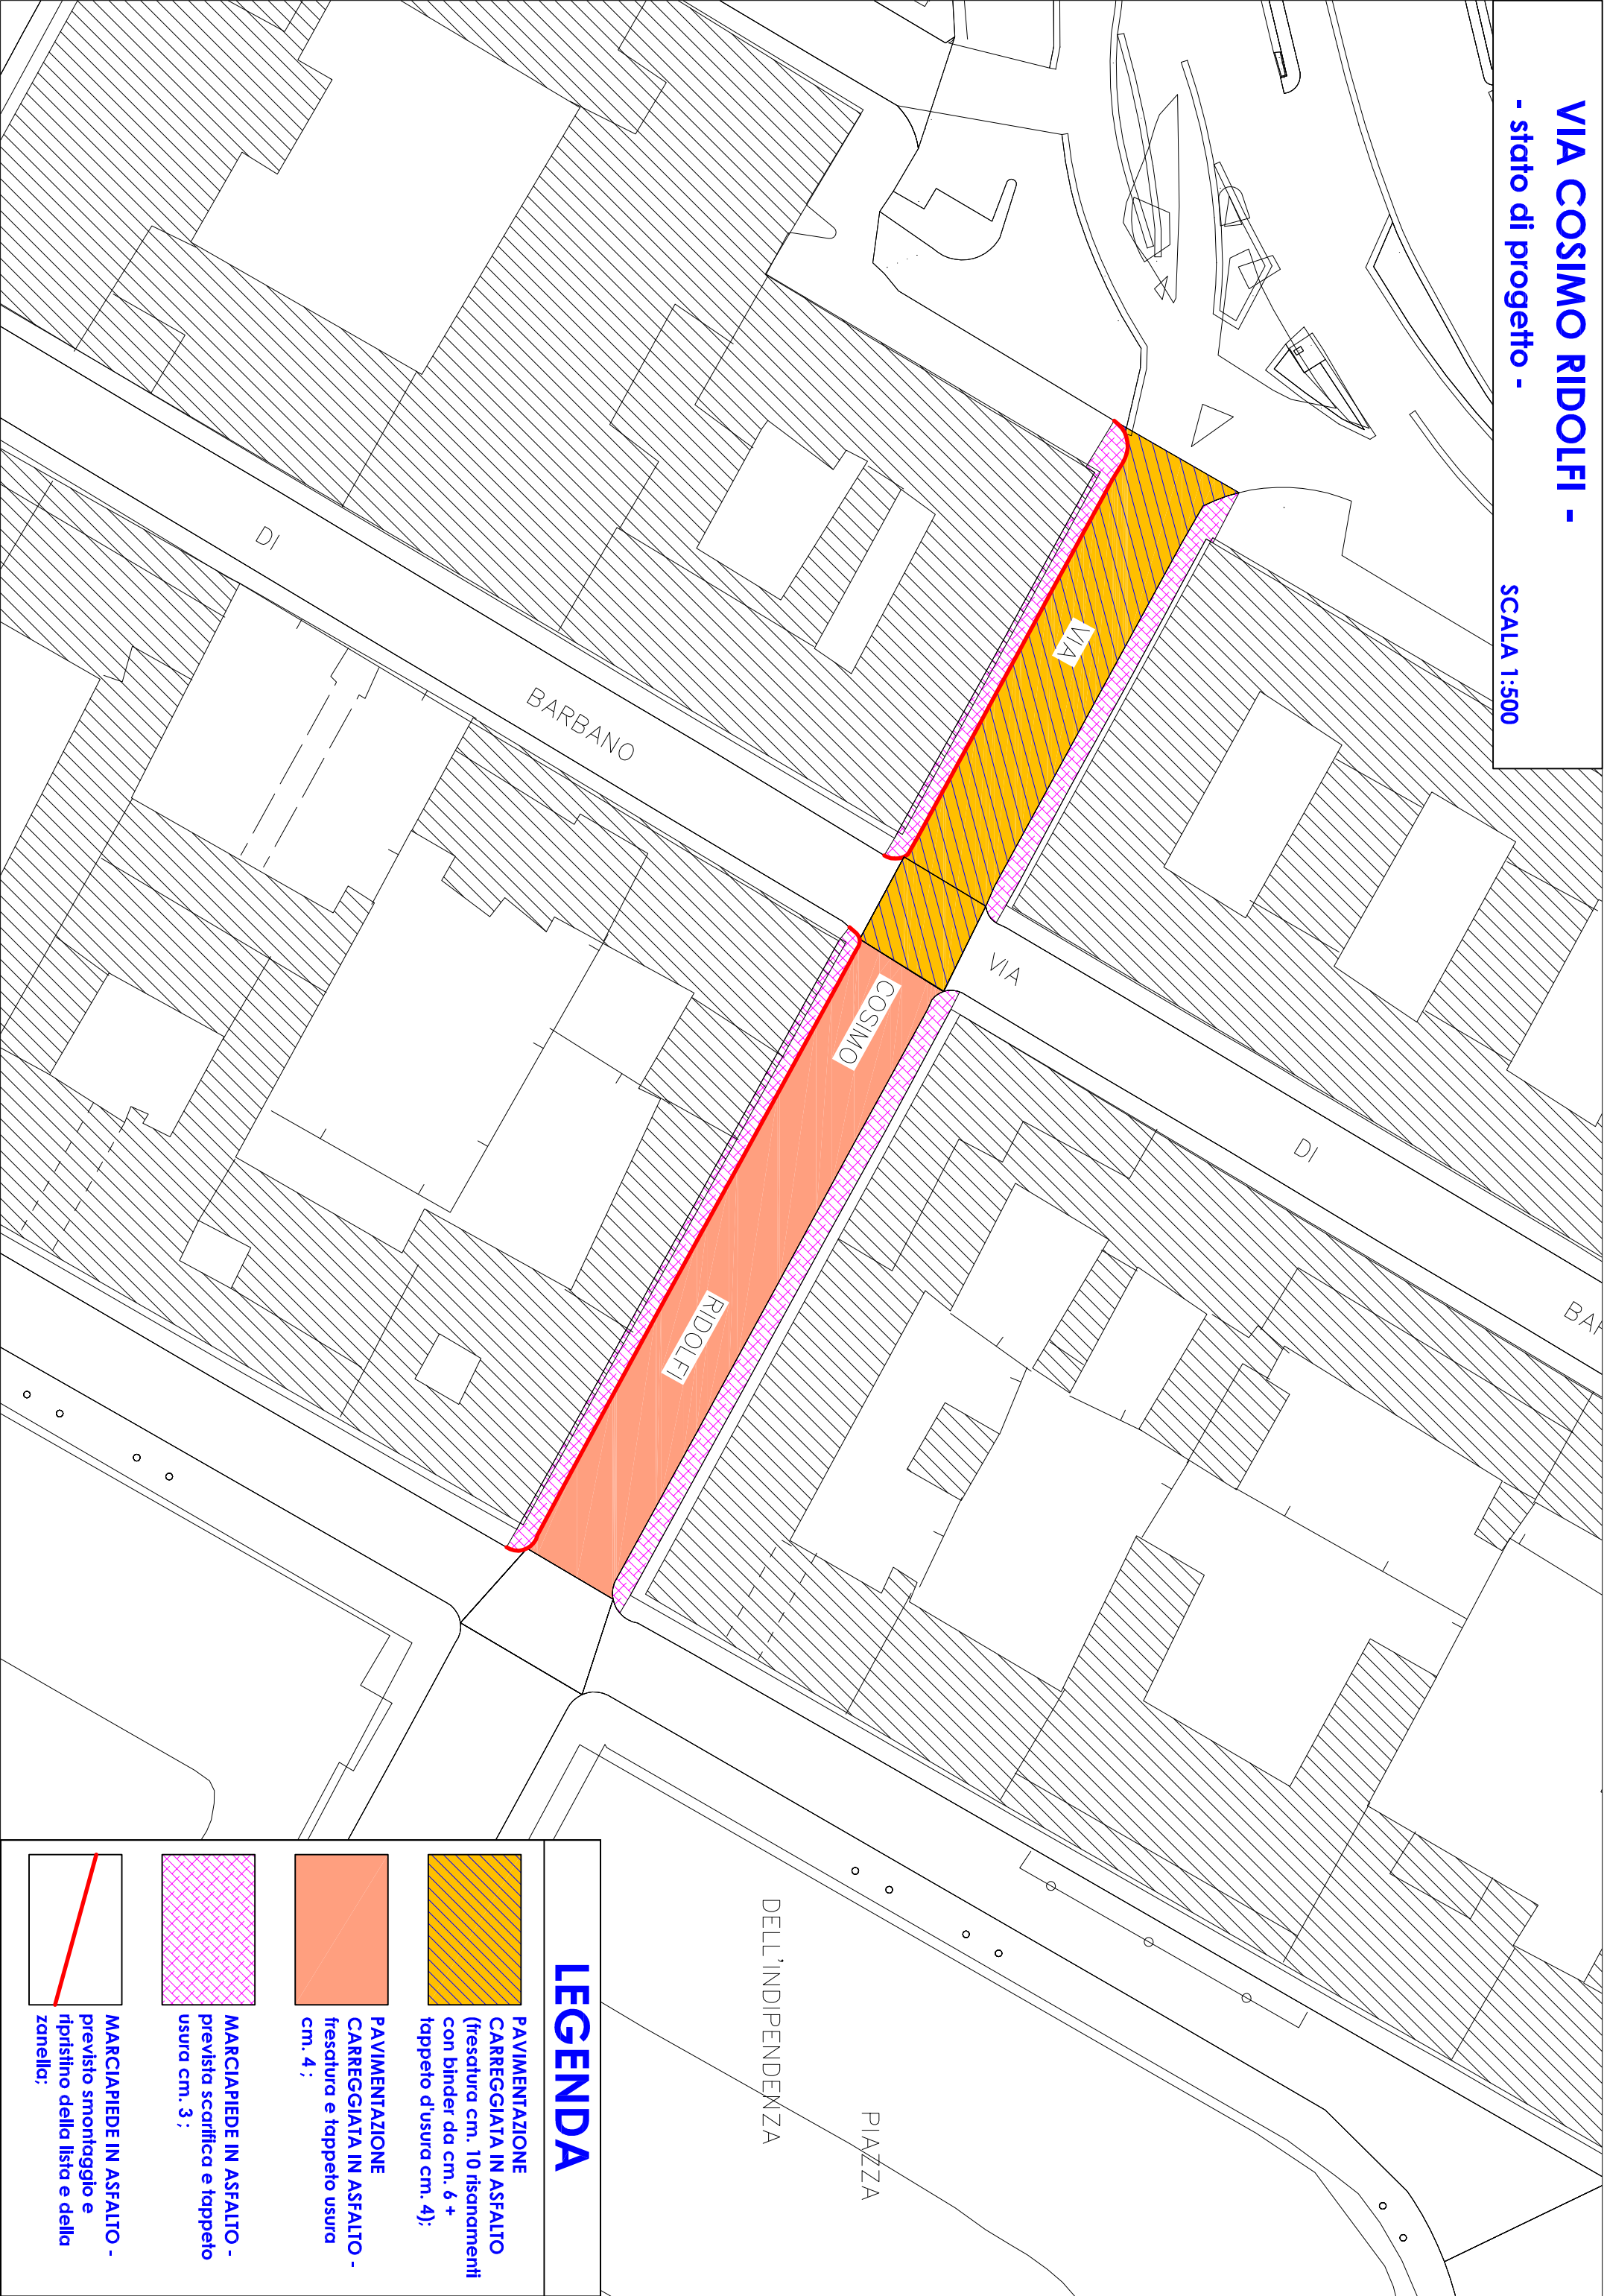 VIA COSIMO RIDOLFI -
- stato di progetto -
SCALA 1:500
VIA
COSIMO
RIDOLFI
DI
BARBANO
VIA
DI
PIAZZA
DELL'INDIPENDENZA
LEGENDA
PAVIMENTAZIONE
CARREGGIATA IN ASFALTO
(fresatura cm. 10 risanamenti
con binder da cm. 6 +
tappeto d'usura cm. 4);
PAVIMENTAZIONE
CARREGGIATA IN ASFALTO -
fresatura e tappeto usura
cm. 4 ;
MARCIAPIEDE IN ASFALTO -
prevista scarifica e tappeto
usura cm. 3 ;
MARCIAPIEDE IN ASFALTO -
previsto smontaggio e
ripristino della lista e della
zanella;